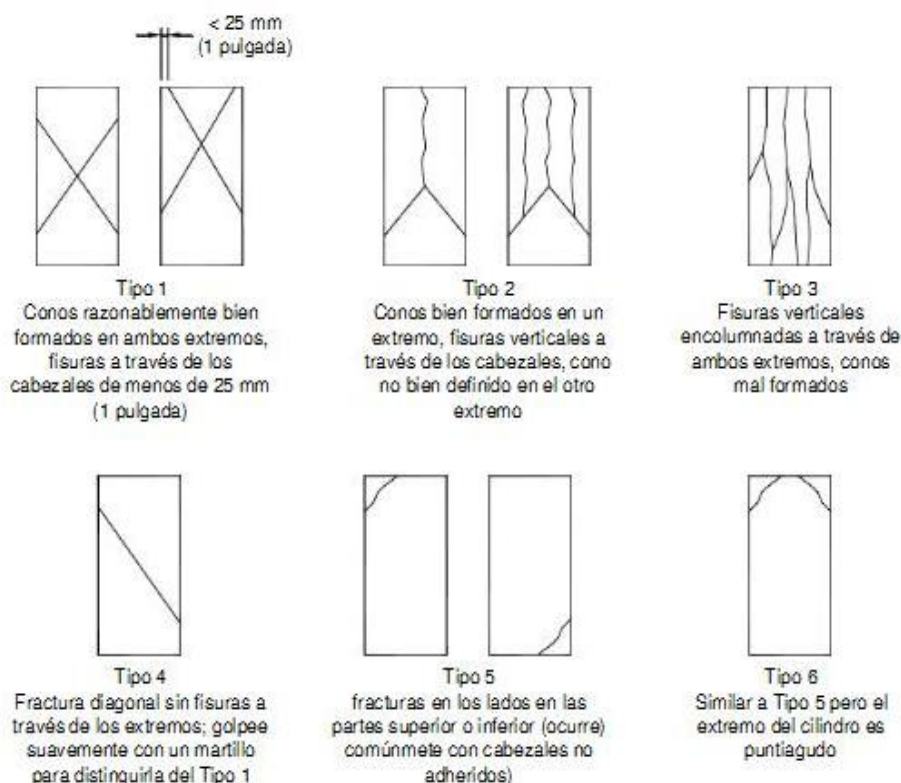 < 25 mm
(1 pulgada)
Tipo 1
Conos razonablemente bien
formados en ambos extremos,
fisuras a través de los
cabezales de menos de 25 mm
(1 pulgada)
Tipo 2
Conos bien formados en un
extremo, fisuras verticales a
través de los cabezales, cono
no bien definido en el otro
extremo
Tipo 3
Fisuras verticales
encolumnadas a través de
ambos extremos, conos
mal formados
Tipo 4
Fractura diagonal sin fisuras a
través de los extremos; golpee
suavemente con un martillo
para distinguirla del Tipo 1
Tipo 5
fracturas en los lados en las
partes superior o inferior (ocurre)
comúnmete con cabezales no
adheridos)
Tipo 6
Similar a Tipo 5 pero el
extremo del cilindro es
puntiagudo